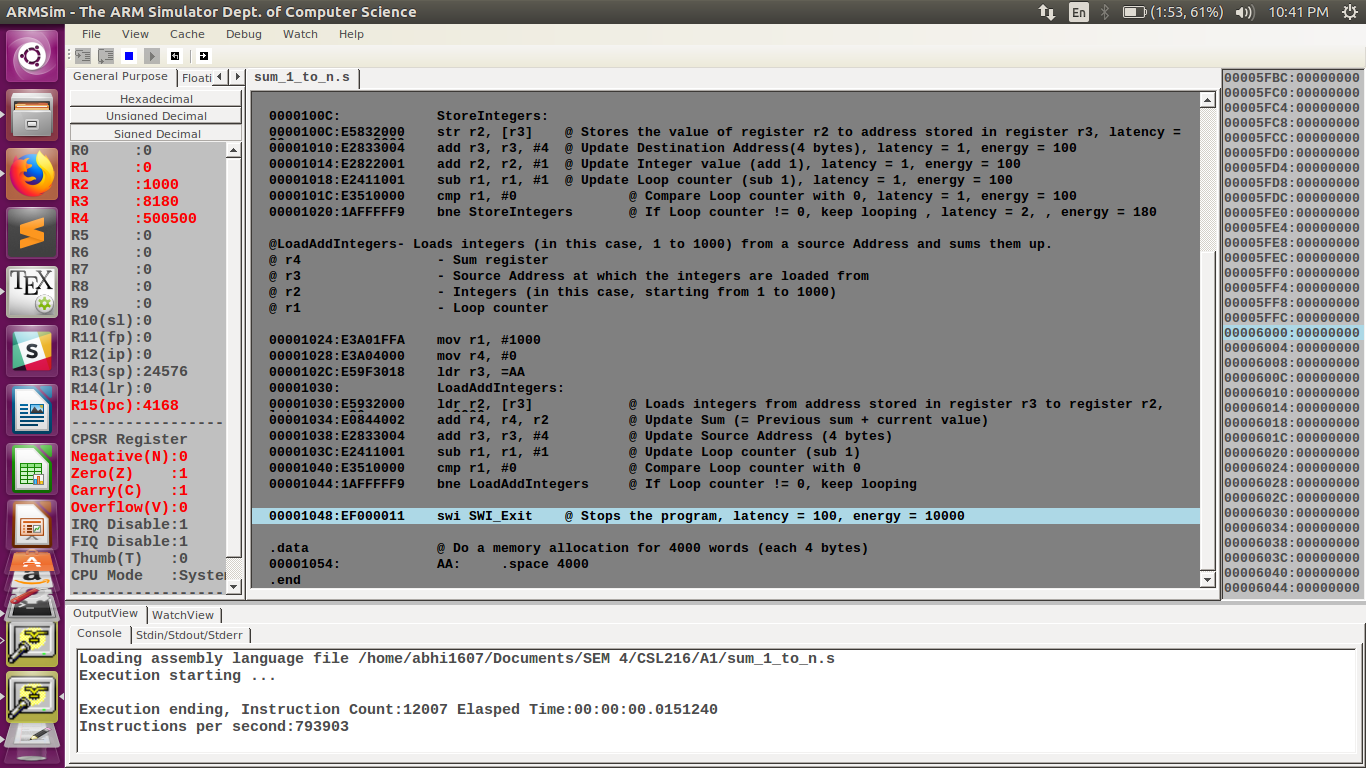 ARMSim - The ARM Simulator Dept. of Computer Science
En (1:53, 61%) 10:41 PM
File View Cache Debug Watch Help
General Purpose Floati
sum_1_to_n.s
Hexadecimal
Unsigned Decimal
Signed Decimal
R0 :0
R1 :0
R2 :1000
R3 :8180
R4 :500500
R5 :0
R6 :0
R7 :0
R8 :0
R9 :0
R10(sl):0
R11(fp):0
R12(ip):0
R13(sp):24576
R14(lr):0
R15(pc):4168
-----------------
CPSR Register
Negative(N):0
Zero(Z) :1
Carry(C) :1
Overflow(V):0
IRQ Disable:1
FIQ Disable:1
Thumb(T) :0
CPU Mode :System
-----------------
0000100C: StoreIntegers:
0000100C:E5832000 str r2, [r3] @ Stores the value of register r2 to address stored in register r3, latency =
00001010:E2833004 add r3, r3, #4 @ Update Destination Address(4 bytes), latency = 1, energy = 100
00001014:E2822001 add r2, r2, #1 @ Update Integer value (add 1), latency = 1, energy = 100
00001018:E2411001 sub r1, r1, #1 @ Update Loop counter (sub 1), latency = 1, energy = 100
0000101C:E3510000 cmp r1, #0 @ Compare Loop counter with 0, latency = 1, energy = 100
00001020:1AFFFFF9 bne StoreIntegers @ If Loop counter != 0, keep looping , latency = 2, , energy = 180
@LoadAddIntegers- Loads integers (in this case, 1 to 1000) from a source Address and sums them up.
@ r4 - Sum register
@ r3 - Source Address at which the integers are loaded from
@ r2 - Integers (in this case, starting from 1 to 1000)
@ r1 - Loop counter
00001024:E3A01FFA mov r1, #1000
00001028:E3A04000 mov r4, #0
0000102C:E59F3018 ldr r3, =AA
00001030: LoadAddIntegers:
00001030:E5932000 ldr r2, [r3] @ Loads integers from address stored in register r3 to register r2,
00001034:E0844002 add r4, r4, r2 @ Update Sum (= Previous sum + current value)
00001038:E2833004 add r3, r3, #4 @ Update Source Address (4 bytes)
0000103C:E2411001 sub r1, r1, #1 @ Update Loop counter (sub 1)
00001040:E3510000 cmp r1, #0 @ Compare Loop counter with 0
00001044:1AFFFFF9 bne LoadAddIntegers @ If Loop counter != 0, keep looping
00001048:EF000011 swi SWI_Exit @ Stops the program, latency = 100, energy = 10000
.data @ Do a memory allocation for 4000 words (each 4 bytes)
00001054: AA: .space 4000
.end
00005FBC:00000000
00005FC0:00000000
00005FC4:00000000
00005FC8:00000000
00005FCC:00000000
00005FD0:00000000
00005FD4:00000000
00005FD8:00000000
00005FDC:00000000
00005FE0:00000000
00005FE4:00000000
00005FE8:00000000
00005FEC:00000000
00005FF0:00000000
00005FF4:00000000
00005FF8:00000000
00005FFC:00000000
00006000:00000000
00006004:00000000
00006008:00000000
0000600C:00000000
00006010:00000000
00006014:00000000
00006018:00000000
0000601C:00000000
00006020:00000000
00006024:00000000
00006028:00000000
0000602C:00000000
00006030:00000000
00006034:00000000
00006038:00000000
0000603C:00000000
00006040:00000000
00006044:00000000
OutputView WatchView
Console Stdin/Stdout/Stderr
Loading assembly language file /home/abhi1607/Documents/SEM 4/CSL216/A1/sum_1_to_n.s
Execution starting ...
Execution ending, Instruction Count:12007 Elasped Time:00:00:00.0151240
Instructions per second:793903
TEX
S
a